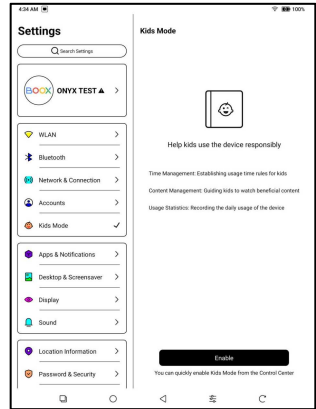 4:34 AM
100%
Settings
Search Settings
BOOX
ONYX TEST
WLAN
Bluetooth
Network & Connection
Accounts
Kids Mode
Apps & Notifications
Desktop & Screensaver
Display
Sound
Location Information
Password & Security
Kids Mode
Help kids use the device responsibly
Time Management: Establishing usage time rules for kids
Content Management: Guiding kids to watch beneficial content
Usage Statistics: Recording the daily usage of the device
Enable
You can quickly enable Kids Mode from the Control Center